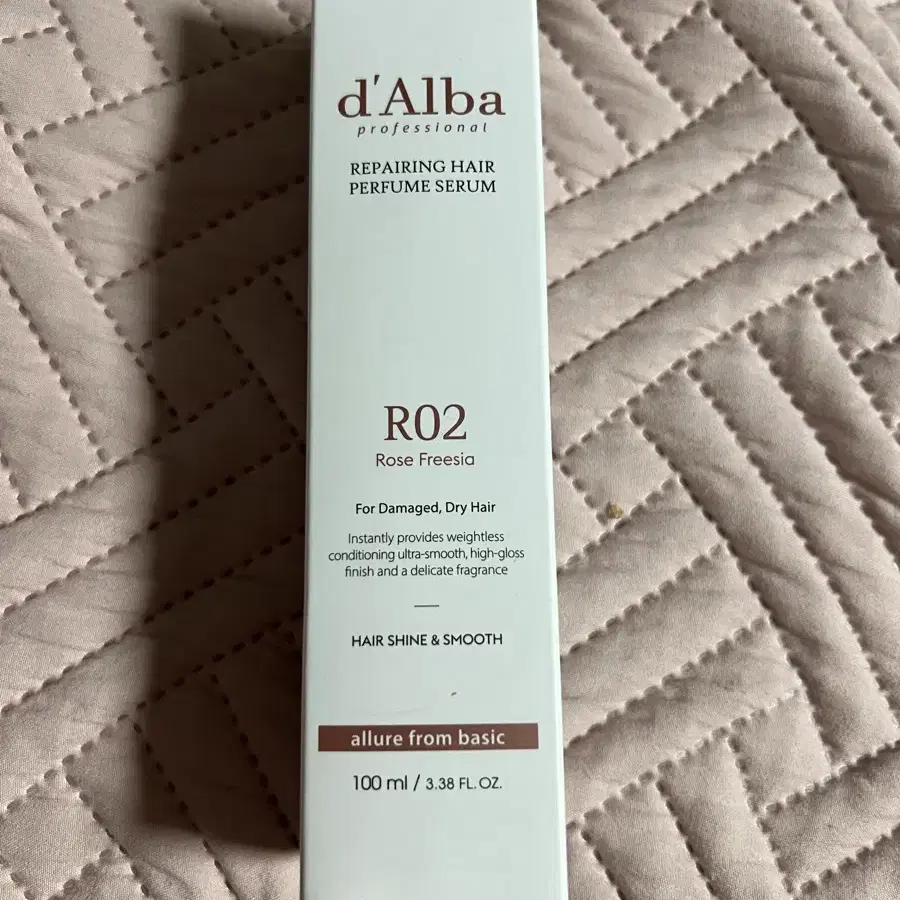 d'Alba
professional
REPAIRING HAIR
PERFUME SERUM
R02
Rose Freesia
For Damaged, Dry Hair
Instantly provides weightless
conditioning ultra-smooth, high-gloss
finish and a delicate fragrance
HAIR SHINE & SMOOTH
allure from basic
100 ml / 3.38 FL. OZ.